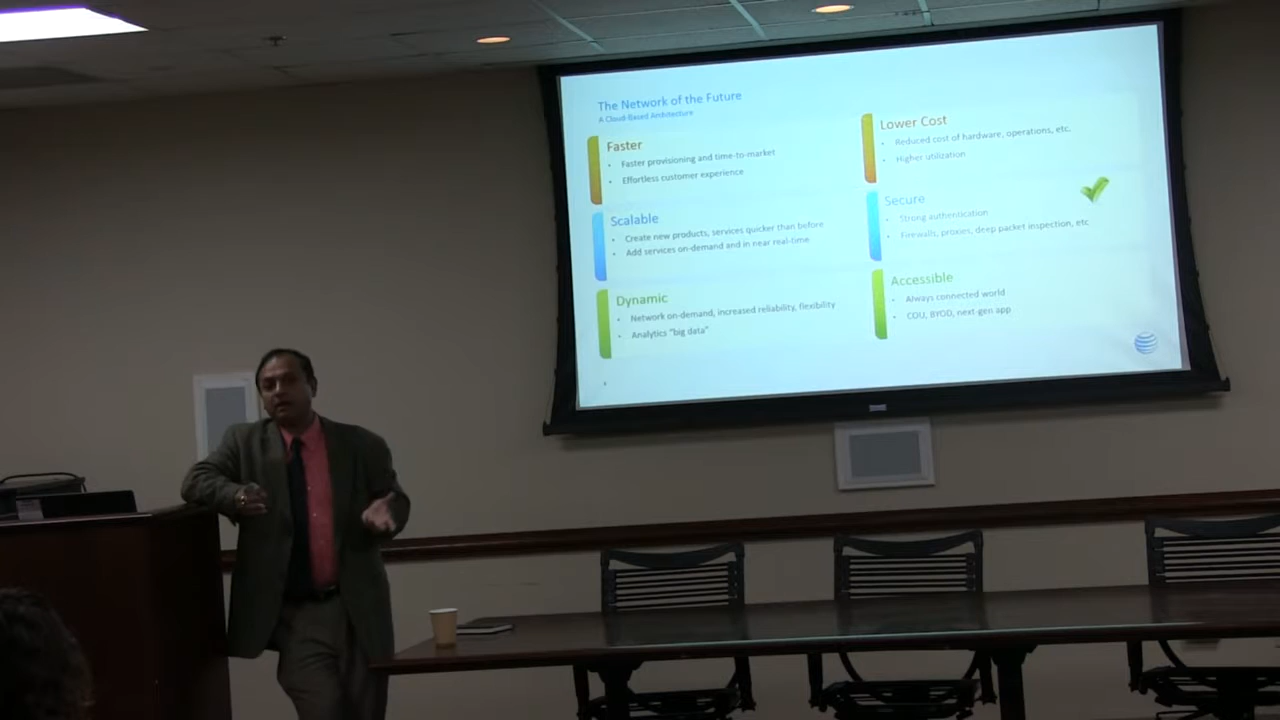 The Network of the Future
A Cloud-Based Architecture
Faster
• Faster provisioning and time-to-market
• Effortless customer experience
Scalable
• Create new products, services quicker than before
• Add services on-demand and in near real-time
Dynamic
• Network on-demand, increased reliability, flexibility
• Analytics "big data"
Lower Cost
• Reduced cost of hardware, operations, etc.
• Higher utilization
Secure
• Strong authentication
• Firewalls, proxies, deep packet inspection, etc
Accessible
• Always connected world
• COU, BYOD, next-gen app